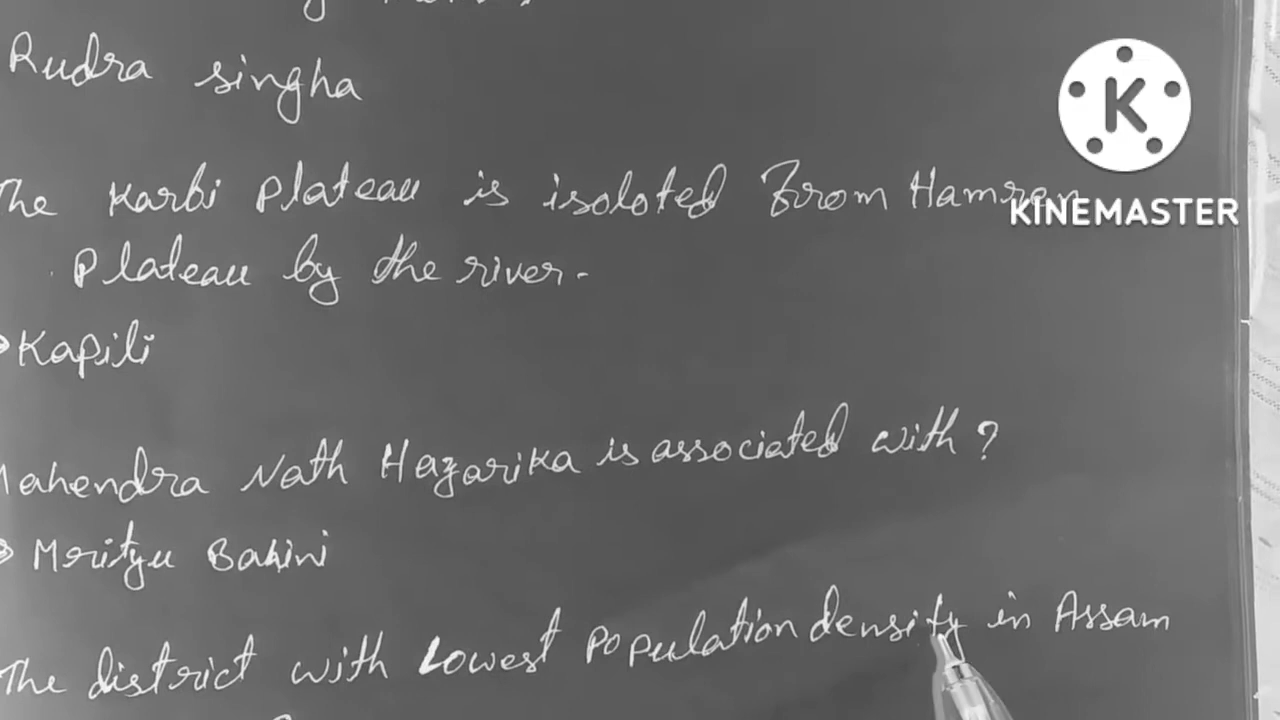 Rudra singha
The Karbi Plateau is isoloted from Hamren
Plateau by the river-
Kapili
Mahendra Nath Hazarika is associated with?
Mrityu Bahini
The district with Lowest Population density in Assam
K
KINEMASTER